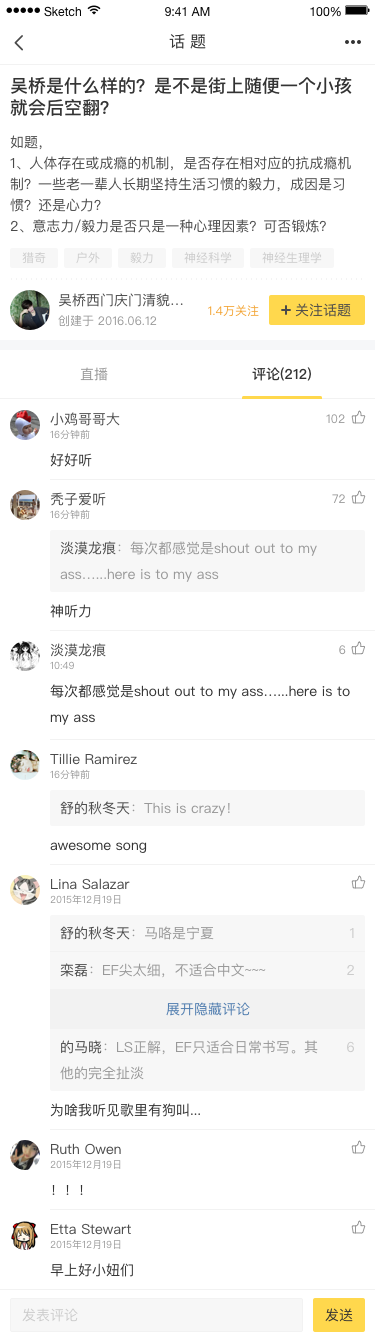 Sketch 9:41 AM 100%
话 题
吴桥是什么样的？是不是街上随便一个小孩
就会后空翻？
如题，
1、人体存在或成瘾的机制，是否存在相对应的抗成瘾机
制？一些老一辈人长期坚持生活习惯的毅力，成因是习
惯？还是心力？
2、意志力/毅力是否只是一种心理因素？可否锻炼？
猎奇 户外 毅力 神经科学 神经生理学
吴桥西门庆门清貌...
创建于 2016.06.12
1.4万关注
+ 关注话题
直播 评论(212)
小鸡哥哥大 102
16分钟前
好好听
秃子爱听 72
16分钟前
淡漠龙痕：每次都感觉是shout out to my
ass…...here is to my ass
神听力
淡漠龙痕 6
10:49
每次都感觉是shout out to my ass…...here is to
my ass
Tillie Ramirez
16分钟前
舒的秋冬天：This is crazy！
awesome song
Lina Salazar
2015年12月19日
舒的秋冬天：马咯是宁夏 1
栾磊：EF尖太细，不适合中文~~~ 2
展开隐藏评论
的马晓：LS正解，EF只适合日常书写。其 6
他的完全扯淡
为啥我听见歌里有狗叫...
Ruth Owen
2015年12月19日
！！！
Etta Stewart
2015年12月19日
早上好小妞们
发表评论 发送